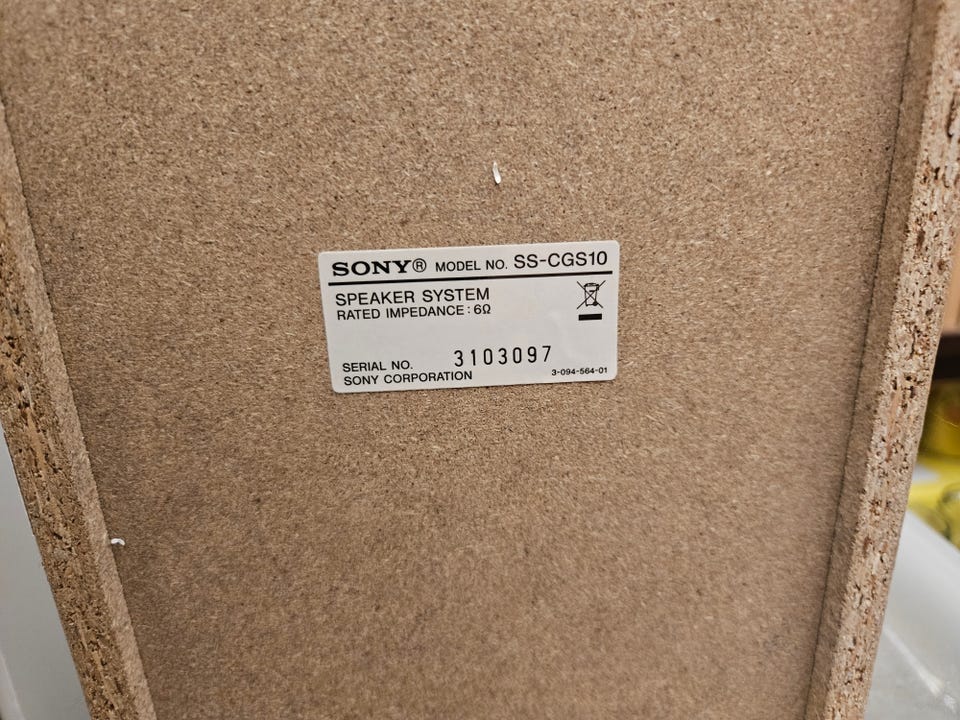 SONY® MODEL NO. SS-CGS10
SPEAKER SYSTEM
RATED IMPEDANCE : 6Ω
SERIAL NO. 3103097
SONY CORPORATION 3-094-564-01